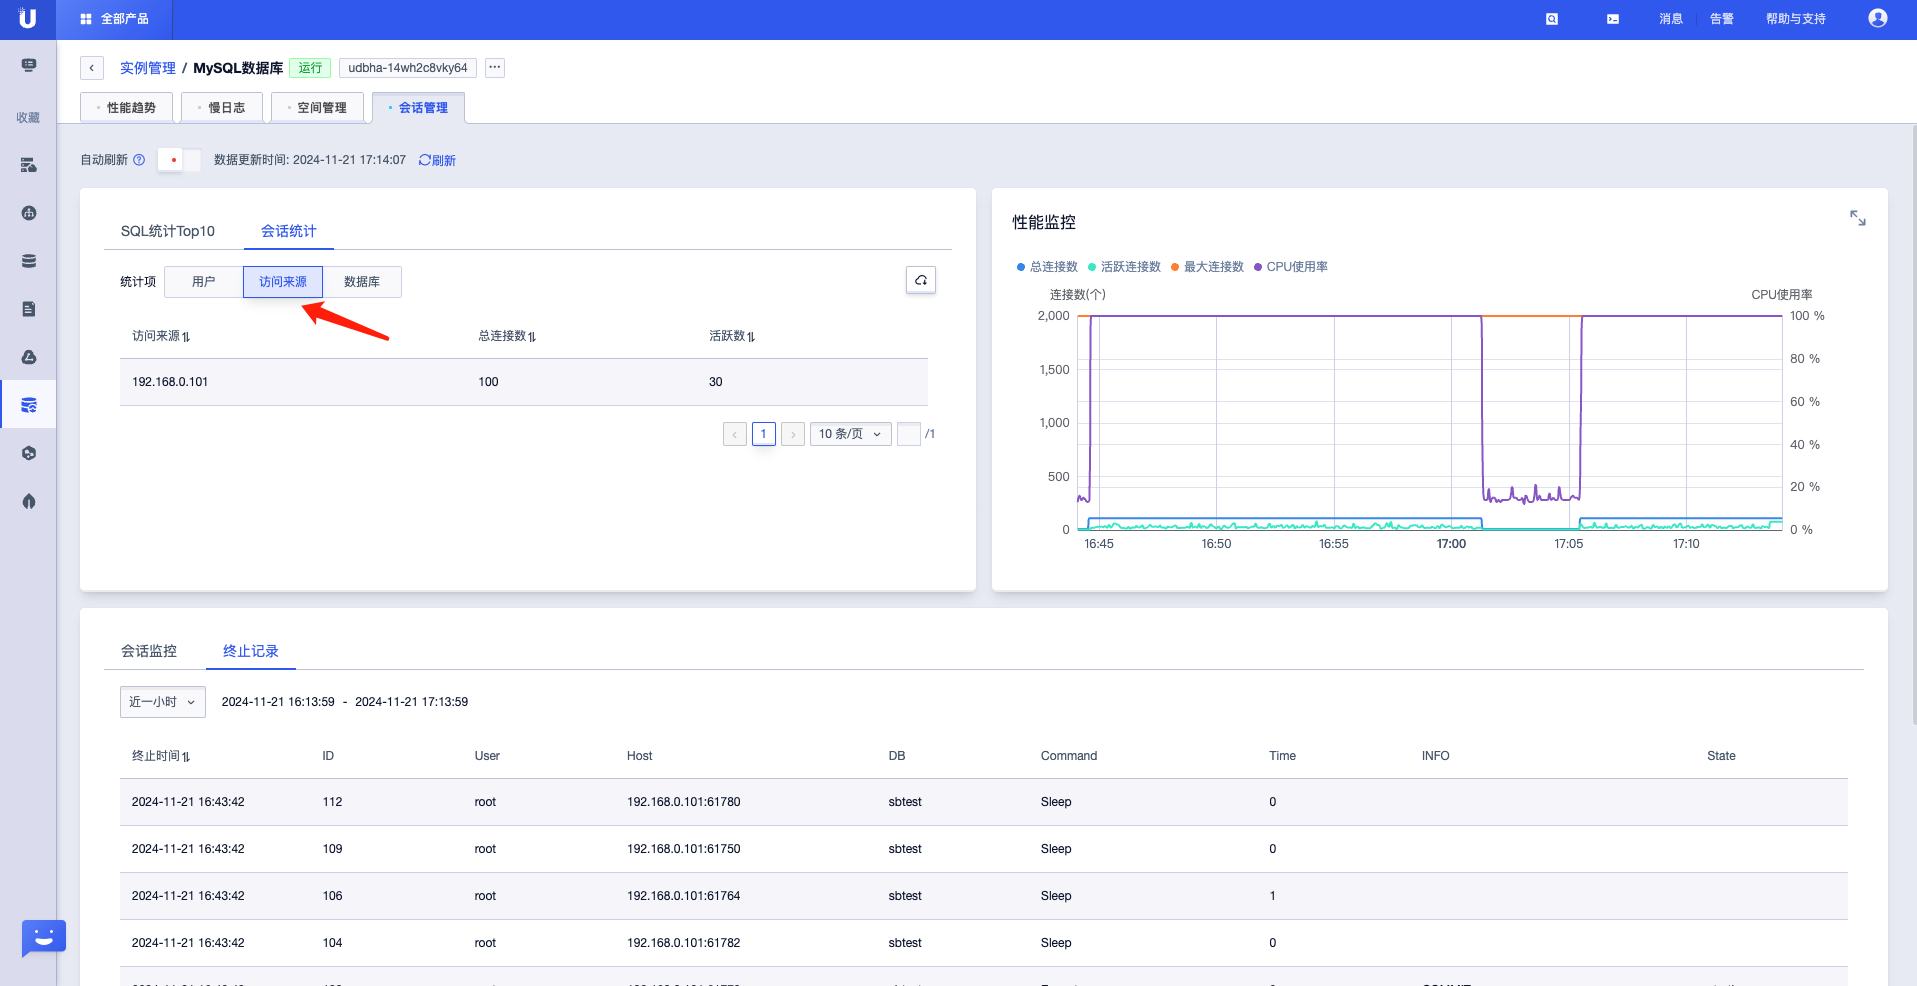 U 全部产品 消息 告警 帮助与支持
收藏
实例管理 / MySQL数据库 运行 udbha-14wh2c8vky64 ···
性能趋势 慢日志 空间管理 会话管理
自动刷新 数据更新时间: 2024-11-21 17:14:07 刷新
SQL统计Top10 会话统计
统计项 用户 访问来源 数据库
访问来源 总连接数 活跃数
192.168.0.101 100 30
1 10 条/页 /1
性能监控
总连接数 活跃连接数 最大连接数 CPU使用率
连接数(个) CPU使用率
2,000 100 %
80 %
1,500
60 %
1,000
40 %
500
20 %
0 0 %
16:45 16:50 16:55 17:00 17:05 17:10
会话监控 终止记录
近一小时 2024-11-21 16:13:59 - 2024-11-21 17:13:59
终止时间 ID User Host DB Command Time INFO State
2024-11-21 16:43:42 112 root 192.168.0.101:61780 sbtest Sleep 0
2024-11-21 16:43:42 109 root 192.168.0.101:61750 sbtest Sleep 0
2024-11-21 16:43:42 106 root 192.168.0.101:61764 sbtest Sleep 1
2024-11-21 16:43:42 104 root 192.168.0.101:61782 sbtest Sleep 0